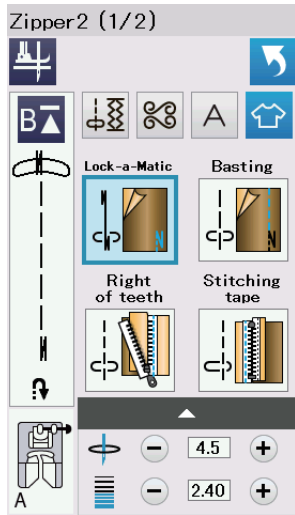 Zipper2 (1/2)
B
A
Lock-a-Matic
Basting
N
N
Right
of teeth
Stitching
tape
4.5
2.40
A